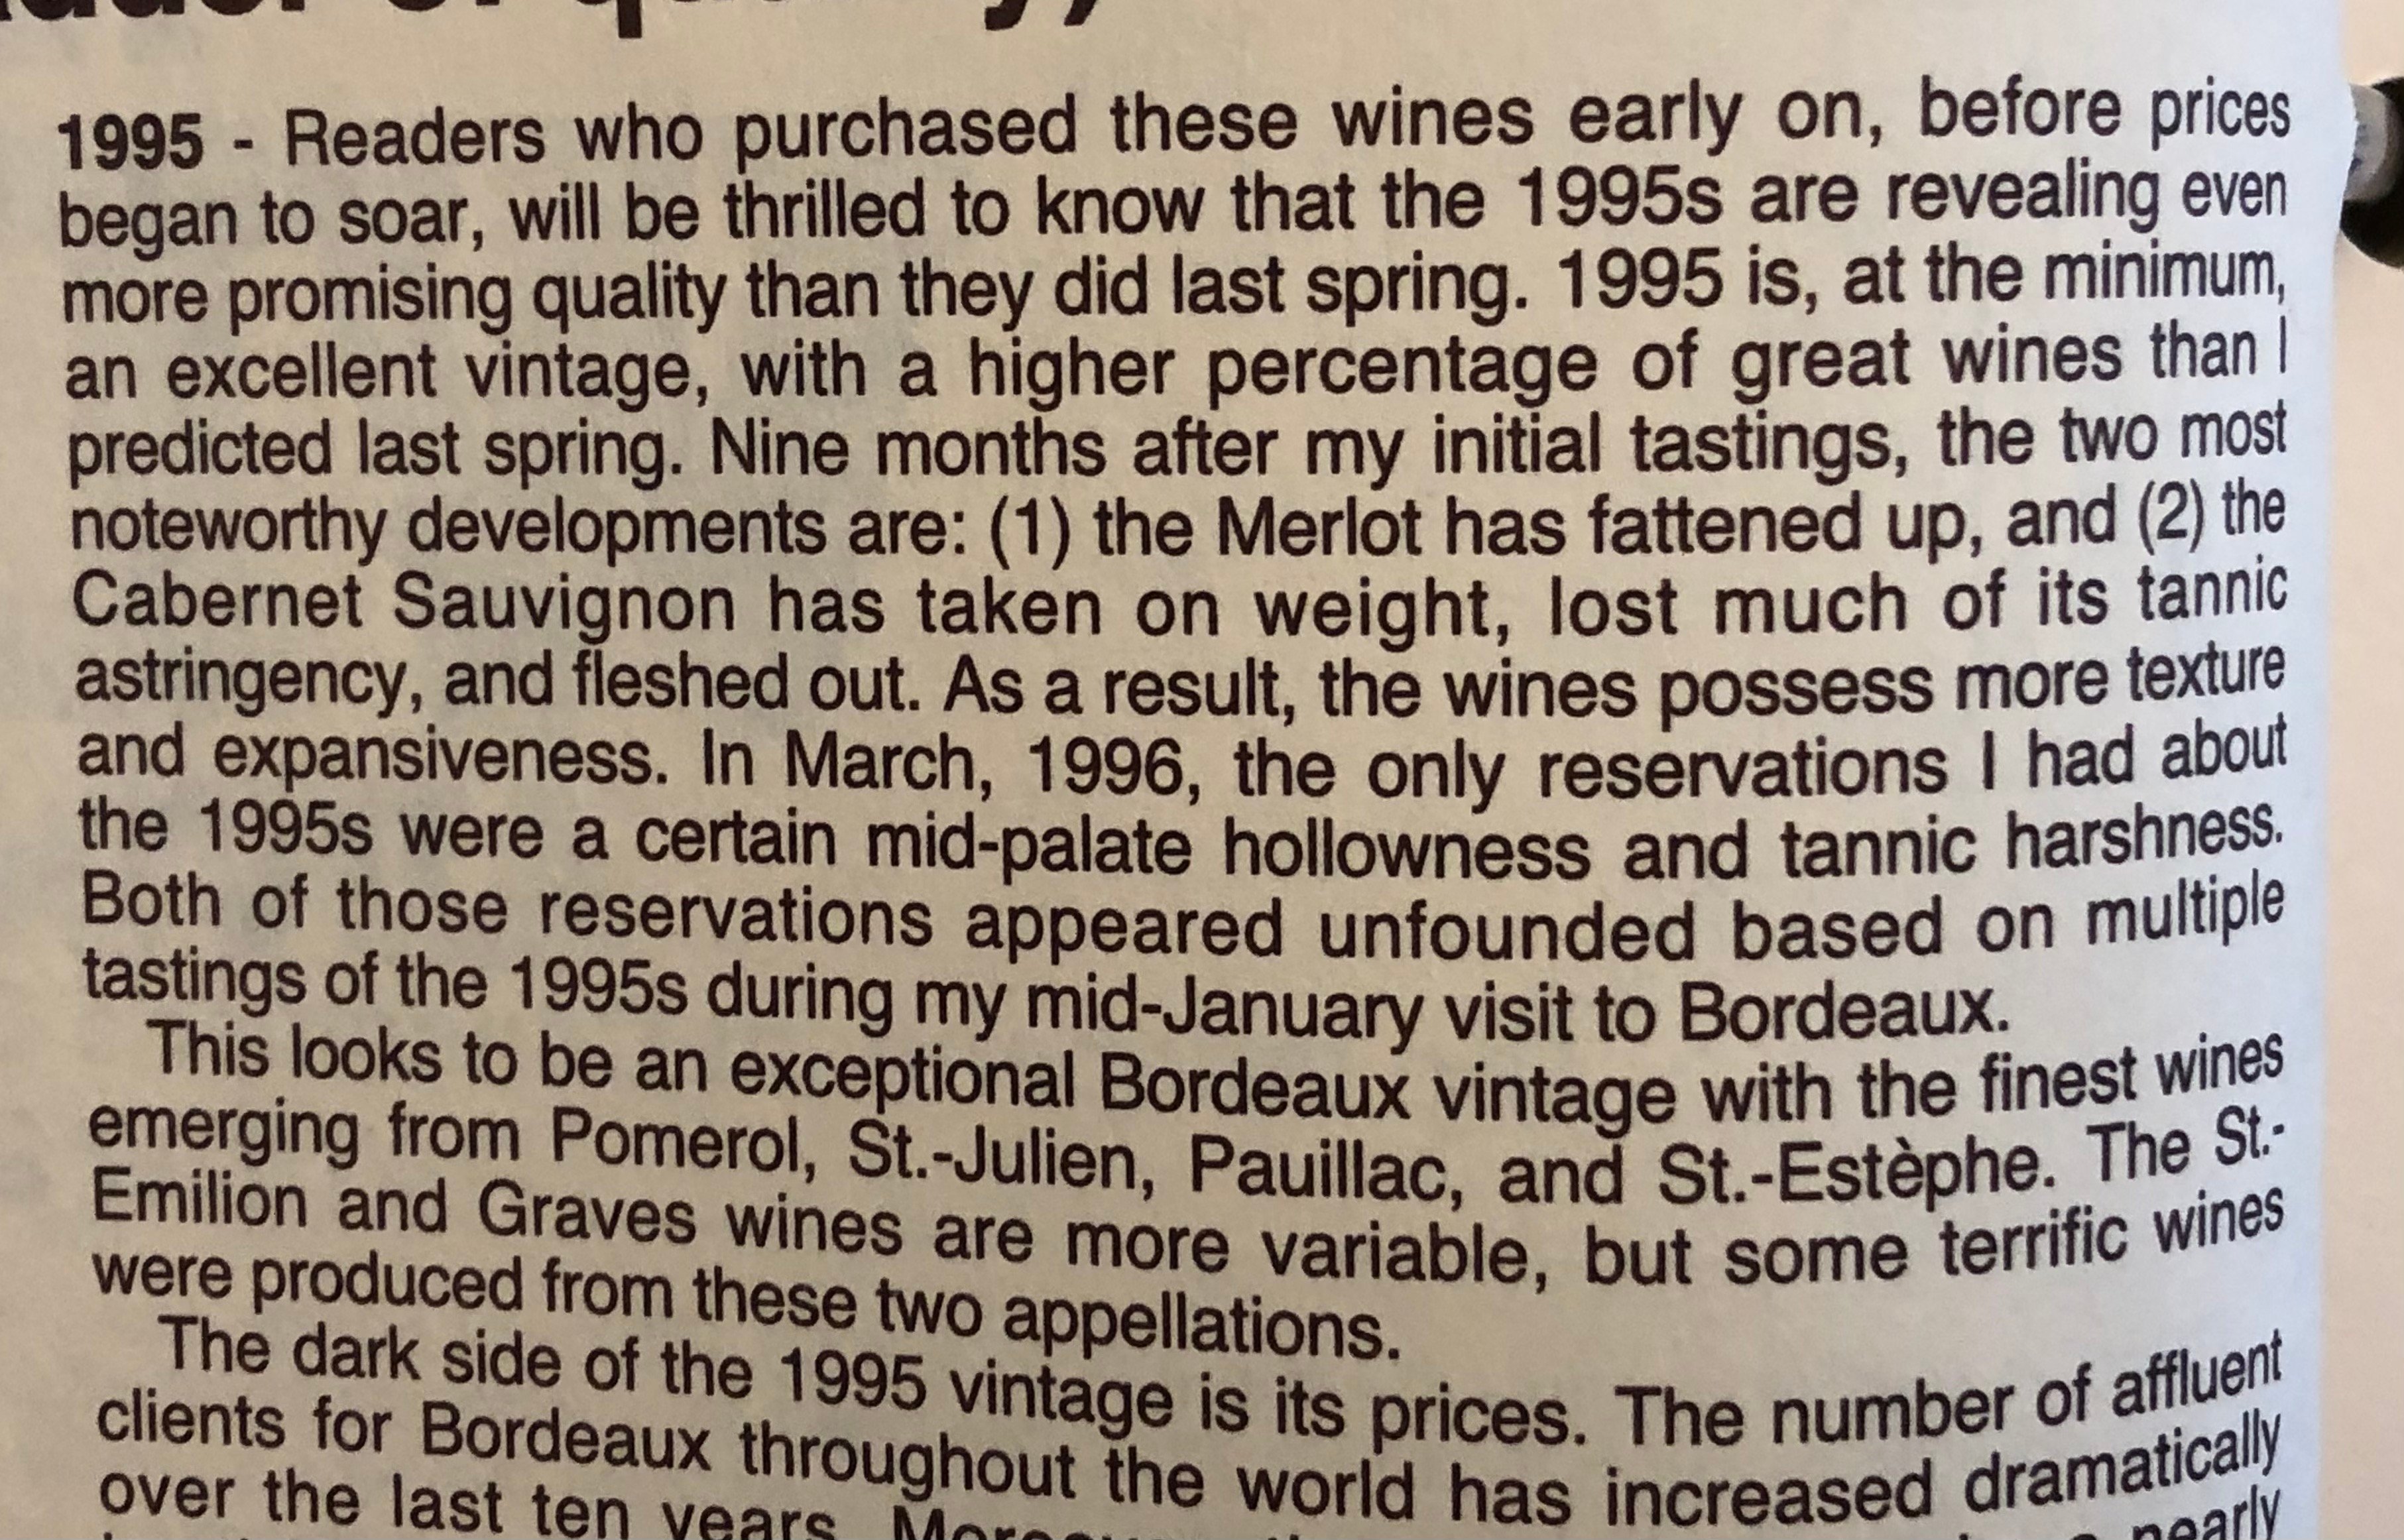 1995 - Readers who purchased these wines early on, before prices
began to soar, will be thrilled to know that the 1995s are revealing even
more promising quality than they did last spring. 1995 is, at the minimum,
an excellent vintage, with a higher percentage of great wines than I
predicted last spring. Nine months after my initial tastings, the two most
noteworthy developments are: (1) the Merlot has fattened up, and (2) the
Cabernet Sauvignon has taken on weight, lost much of its tannic
astringency, and fleshed out. As a result, the wines possess more texture
and expansiveness. In March, 1996, the only reservations I had about
the 1995s were a certain mid-palate hollowness and tannic harshness.
Both of those reservations appeared unfounded based on multiple
tastings of the 1995s during my mid-January visit to Bordeaux.
This looks to be an exceptional Bordeaux vintage with the finest wines
emerging from Pomerol, St.-Julien, Pauillac, and St.-Estèphe. The St.-
Emilion and Graves wines are more variable, but some terrific wines
were produced from these two appellations.
The dark side of the 1995 vintage is its prices. The number of affluent
clients for Bordeaux throughout the world has increased dramatically
over the last ten years. nearly